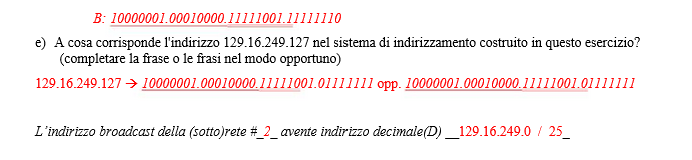 B: 10000001.00010000.11111001.11111110
e) A cosa corrisponde l'indirizzo 129.16.249.127 nel sistema di indirizzamento costruito in questo esercizio?
(completare la frase o le frasi nel modo opportuno)
129.16.249.127 → 10000001.00010000.11111001.01111111 opp. 10000001.00010000.11111001.01111111
L'indirizzo broadcast della (sotto)rete #_2_ avente indirizzo decimale(D) __129.16.249.0 / 25_